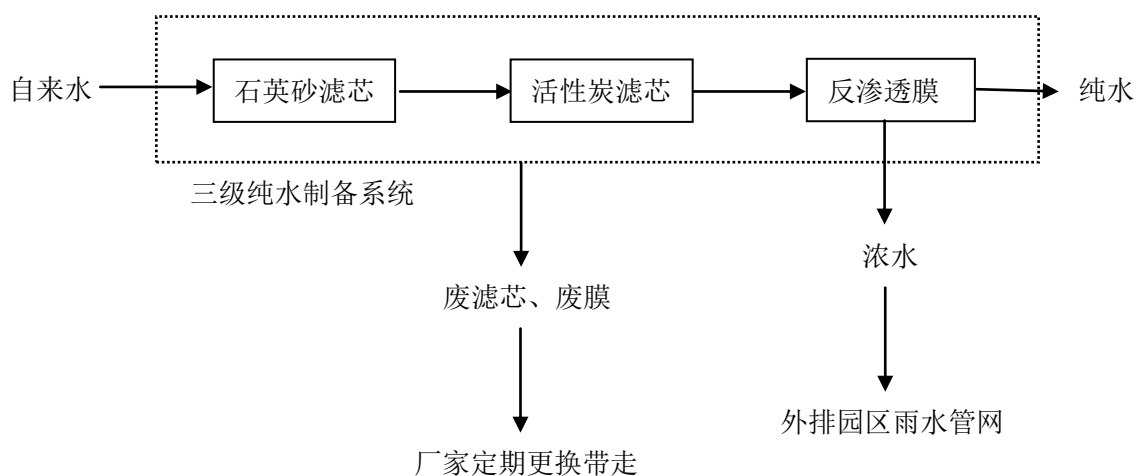 自来水
石英砂滤芯
活性炭滤芯
反渗透膜
纯水
三级纯水制备系统
浓水
废滤芯、废膜
外排园区雨水管网
厂家定期更换带走